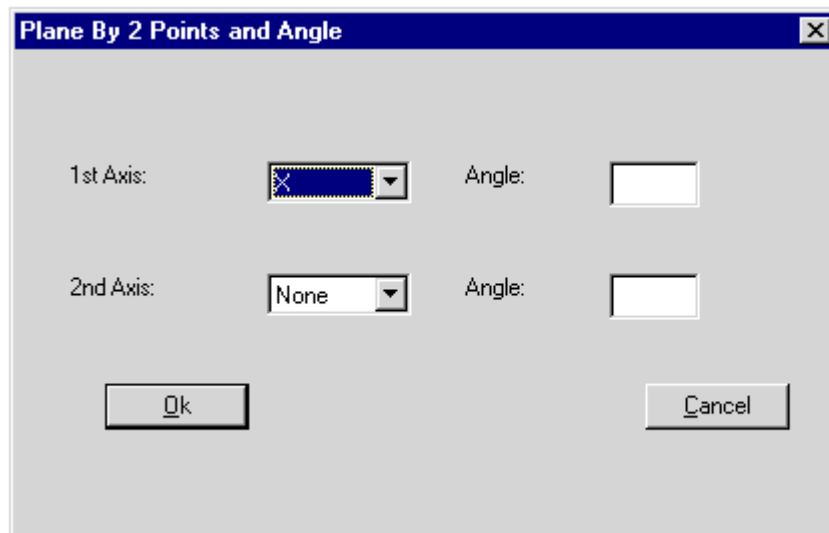 Plane By 2 Points and Angle
1st Axis: X Angle:
2nd Axis: None Angle:
Ok Cancel